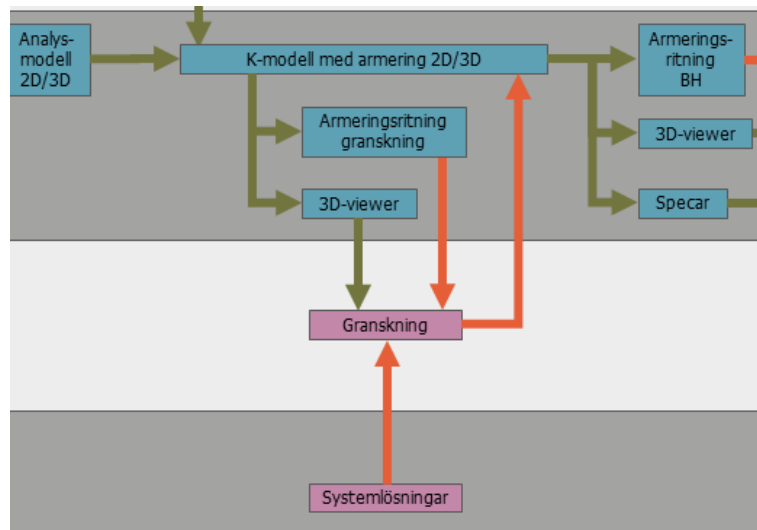 Analys-
modell
2D/3D
K-modell med armering 2D/3D
Armerings-
ritning
BH
Armeringsritning
granskning
3D-viewer
3D-viewer
Specar
Granskning
Systemlösningar